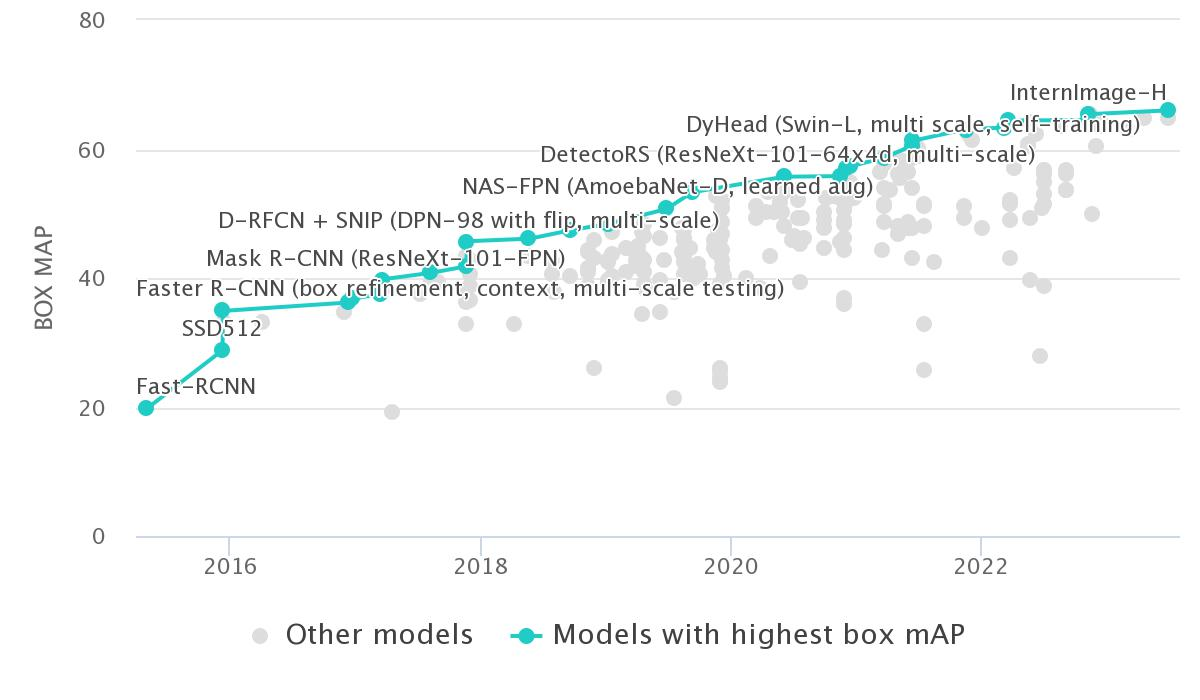 80
InternImage-H
DyHead (Swin-L, multi scale, self-training)
60
DetectoRS (ResNeXt-101-64x4d, multi-scale)
NAS-FPN (AmoebaNet-D, learned aug)
D-RFCN + SNIP (DPN-98 with flip, multi-scale)
BOX MAP
Mask R-CNN (ResNeXt-101-FPN)
40
Faster R-CNN (box refinement, context, multi-scale testing)
SSD512
Fast-RCNN
20
0
2016 2018 2020 2022
Other models Models with highest box mAP